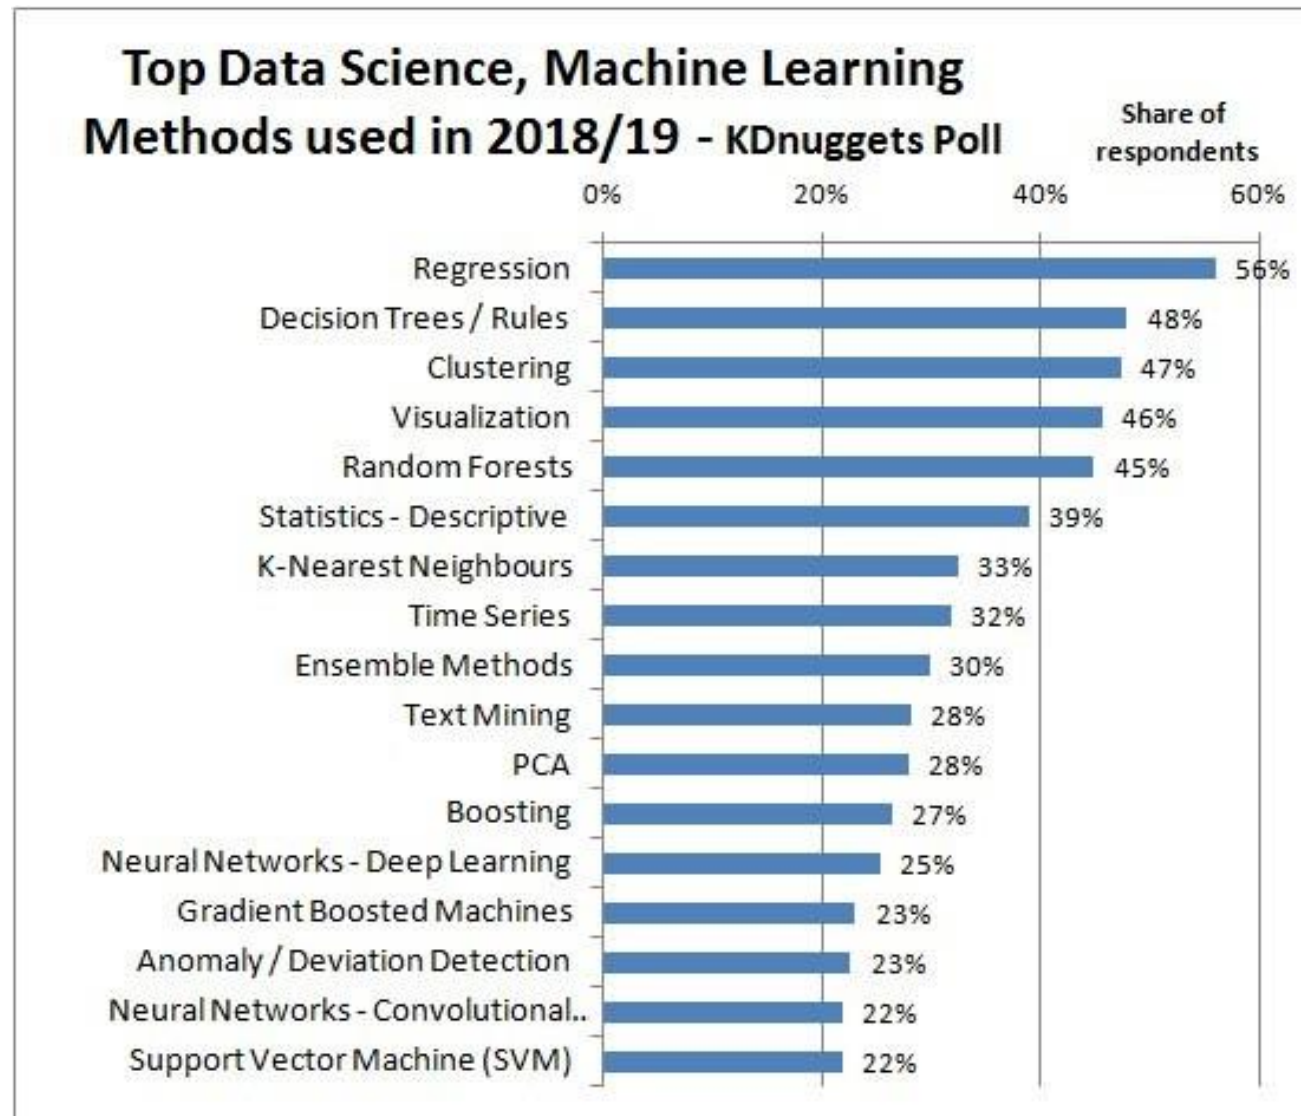 Top Data Science, Machine Learning
Methods used in 2018/19 - KDnuggets Poll
Share of
respondents
0% 20% 40% 60%
Regression 56%
Decision Trees / Rules 48%
Clustering 47%
Visualization 46%
Random Forests 45%
Statistics - Descriptive 39%
K-Nearest Neighbours 33%
Time Series 32%
Ensemble Methods 30%
Text Mining 28%
PCA 28%
Boosting 27%
Neural Networks - Deep Learning 25%
Gradient Boosted Machines 23%
Anomaly / Deviation Detection 23%
Neural Networks - Convolutional.. 22%
Support Vector Machine (SVM) 22%